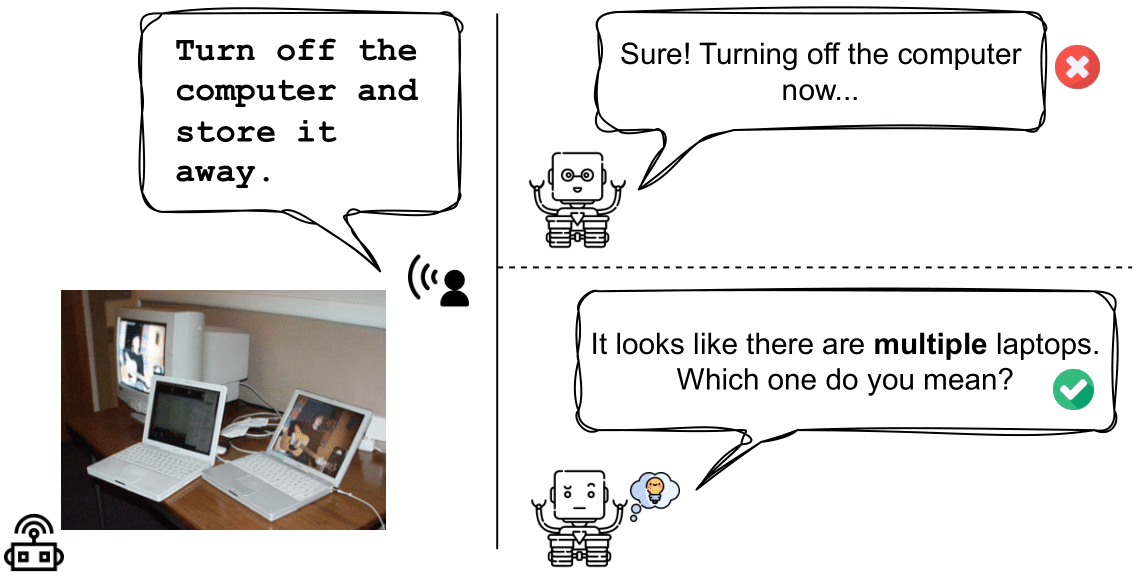 Turn off the
computer and
store it
away.
Sure! Turning off the computer
now...
It looks like there are multiple laptops.
Which one do you mean?